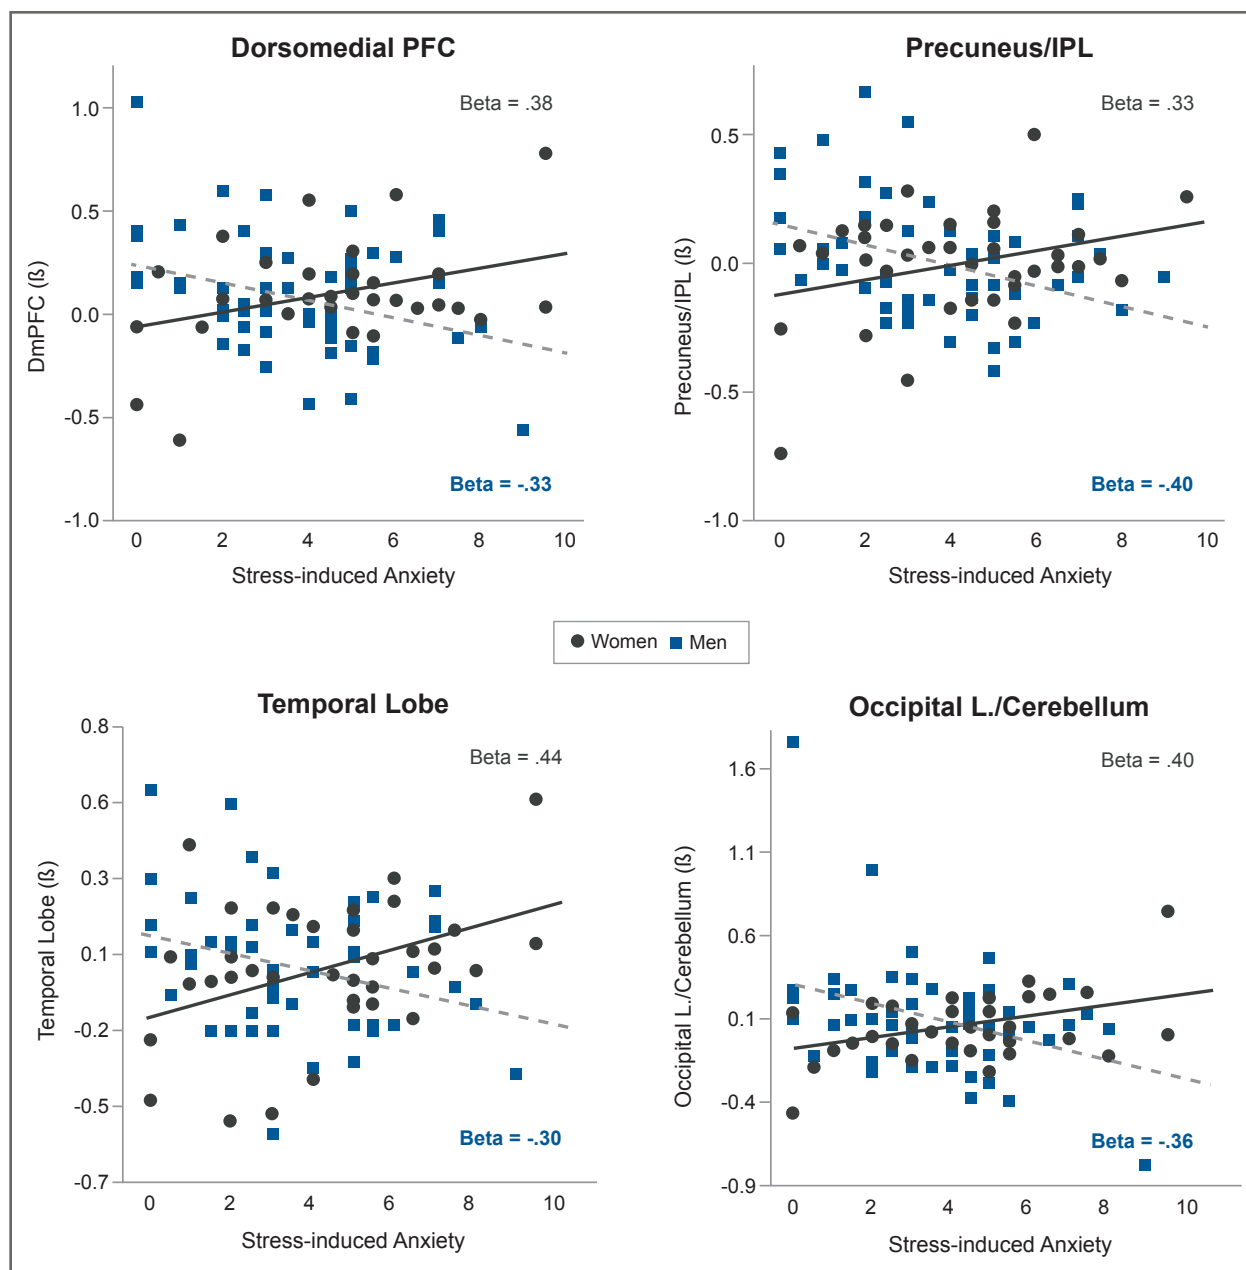 Dorsomedial PFC
Beta = .38
1.0
0.5
0.0
-0.5
-1.0
DmPFC (ß)
Beta = -.33
0 2 4 6 8 10
Stress-induced Anxiety
Precuneus/IPL
Beta = .33
0.5
0.0
-0.5
-1.0
Precuneus/IPL (ß)
Beta = -.40
0 2 4 6 8 10
Stress-induced Anxiety
Women Men
Temporal Lobe
Beta = .44
0.8
0.6
0.3
0.1
-0.2
-0.5
-0.7
Temporal Lobe (ß)
Beta = -.30
0 2 4 6 8 10
Stress-induced Anxiety
Occipital L./Cerebellum
Beta = .40
1.6
1.1
0.6
0.1
-0.4
-0.9
Occipital L./Cerebellum (ß)
Beta = -.36
0 2 4 6 8 10
Stress-induced Anxiety